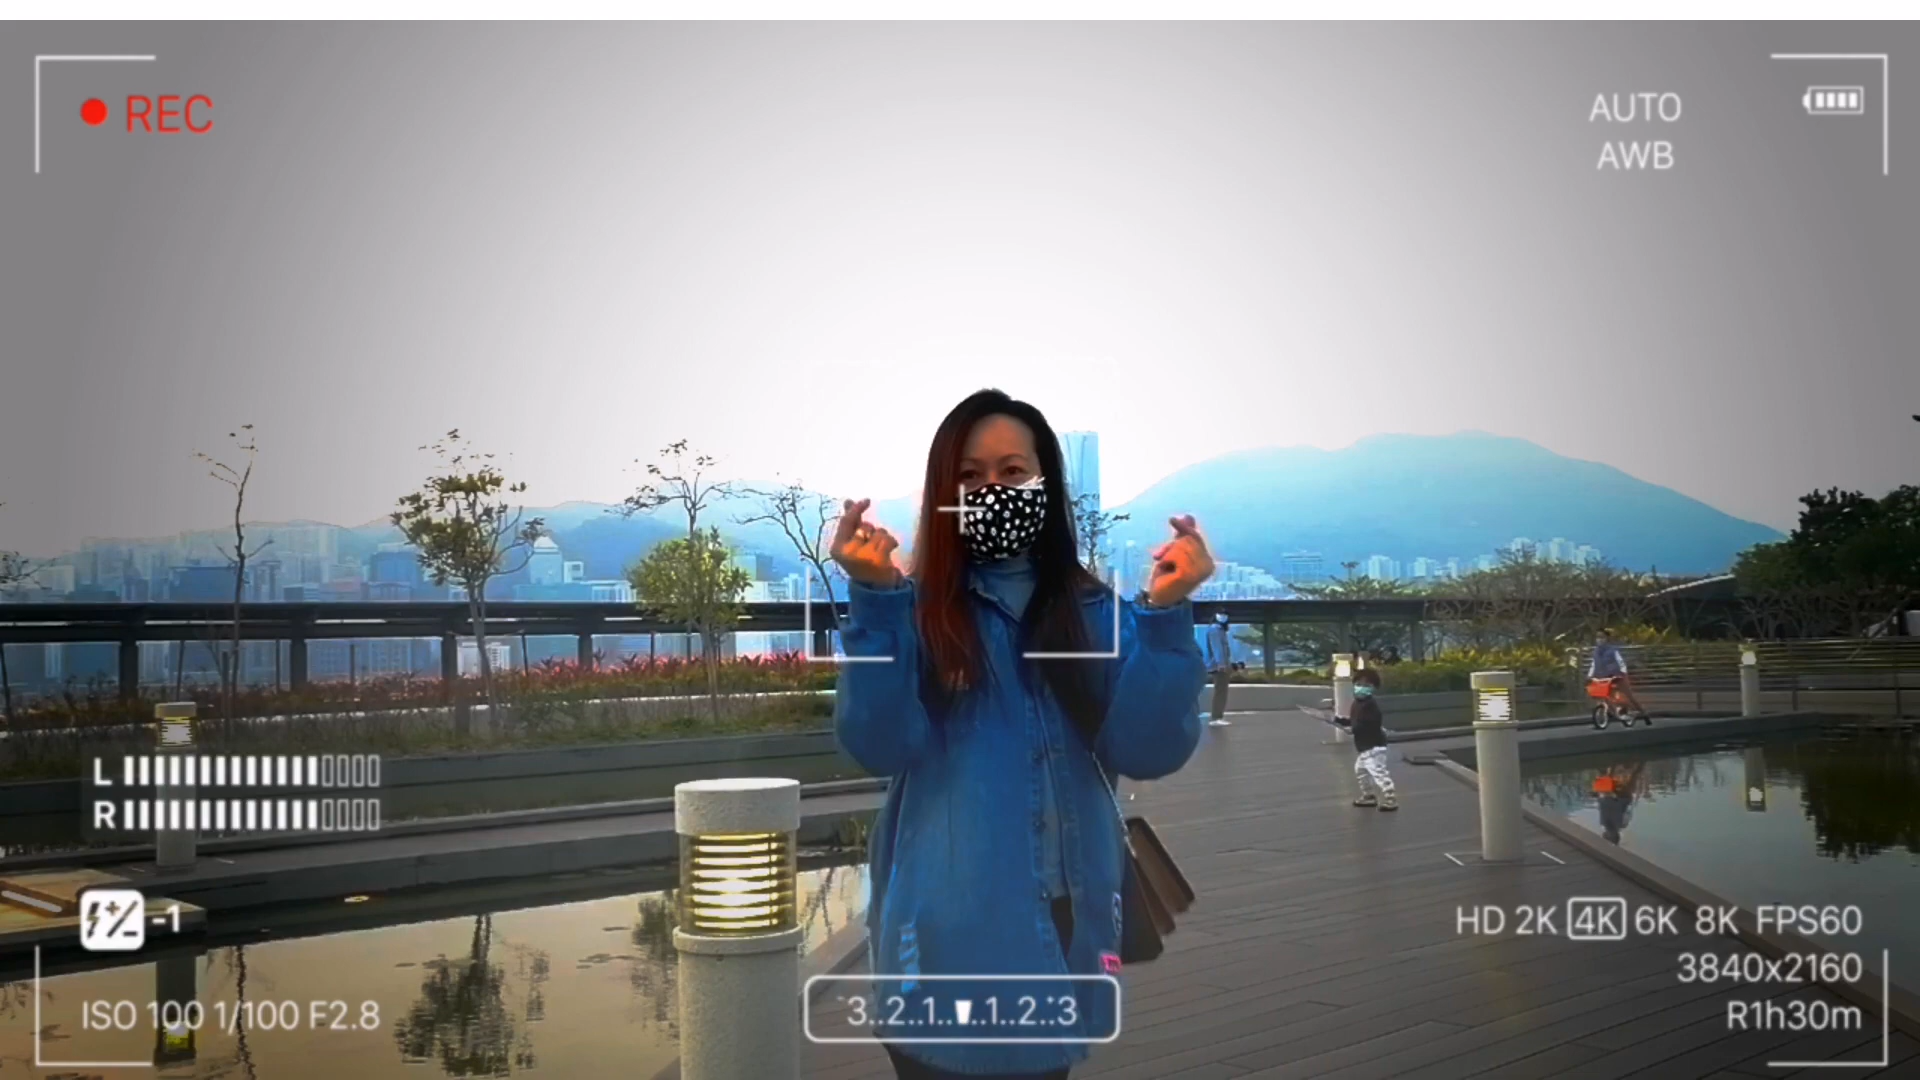 REC
AUTO
AWB
L
R
-1
HD 2K 4K 6K 8K FPS60
3840x2160
ISO 100 1/100 F2.8
3..2..1....1..2..3
R1h30m